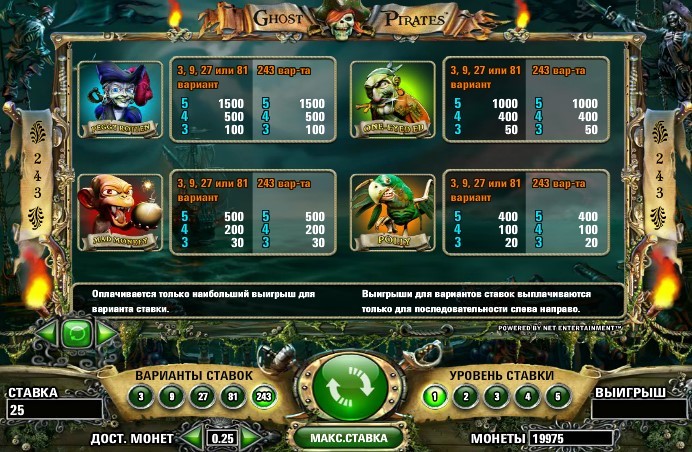 GHOST PIRATES
3, 9, 27 или 81 вариант 243 вар-та
5 1500 5 1500
4 500 4 500
3 100 3 100
PEGGY ROTTEN
3, 9, 27 или 81 вариант 243 вар-та
5 1000 5 1000
4 400 4 400
3 50 3 50
ONE-EYED ED
243
243
3, 9, 27 или 81 вариант 243 вар-та
5 500 5 500
4 200 4 200
3 30 3 30
MAD MONKEY
3, 9, 27 или 81 вариант 243 вар-та
5 400 5 400
4 100 4 100
3 20 3 20
POLLY
Оплачивается только наибольший выигрыш для
варианта ставки.
Выигрыши для вариантов ставок выплачиваются
только для последовательности слева направо.
POWERED BY NET ENTERTAINMENT™
ВАРИАНТЫ СТАВОК
3 9 27 81 243
УРОВЕНЬ СТАВКИ
1 2 3 4 5
СТАВКА
25
ВЫИГРЫШ
ДОСТ. МОНЕТ 0.25
МАКС.СТАВКА
МОНЕТЫ 19975